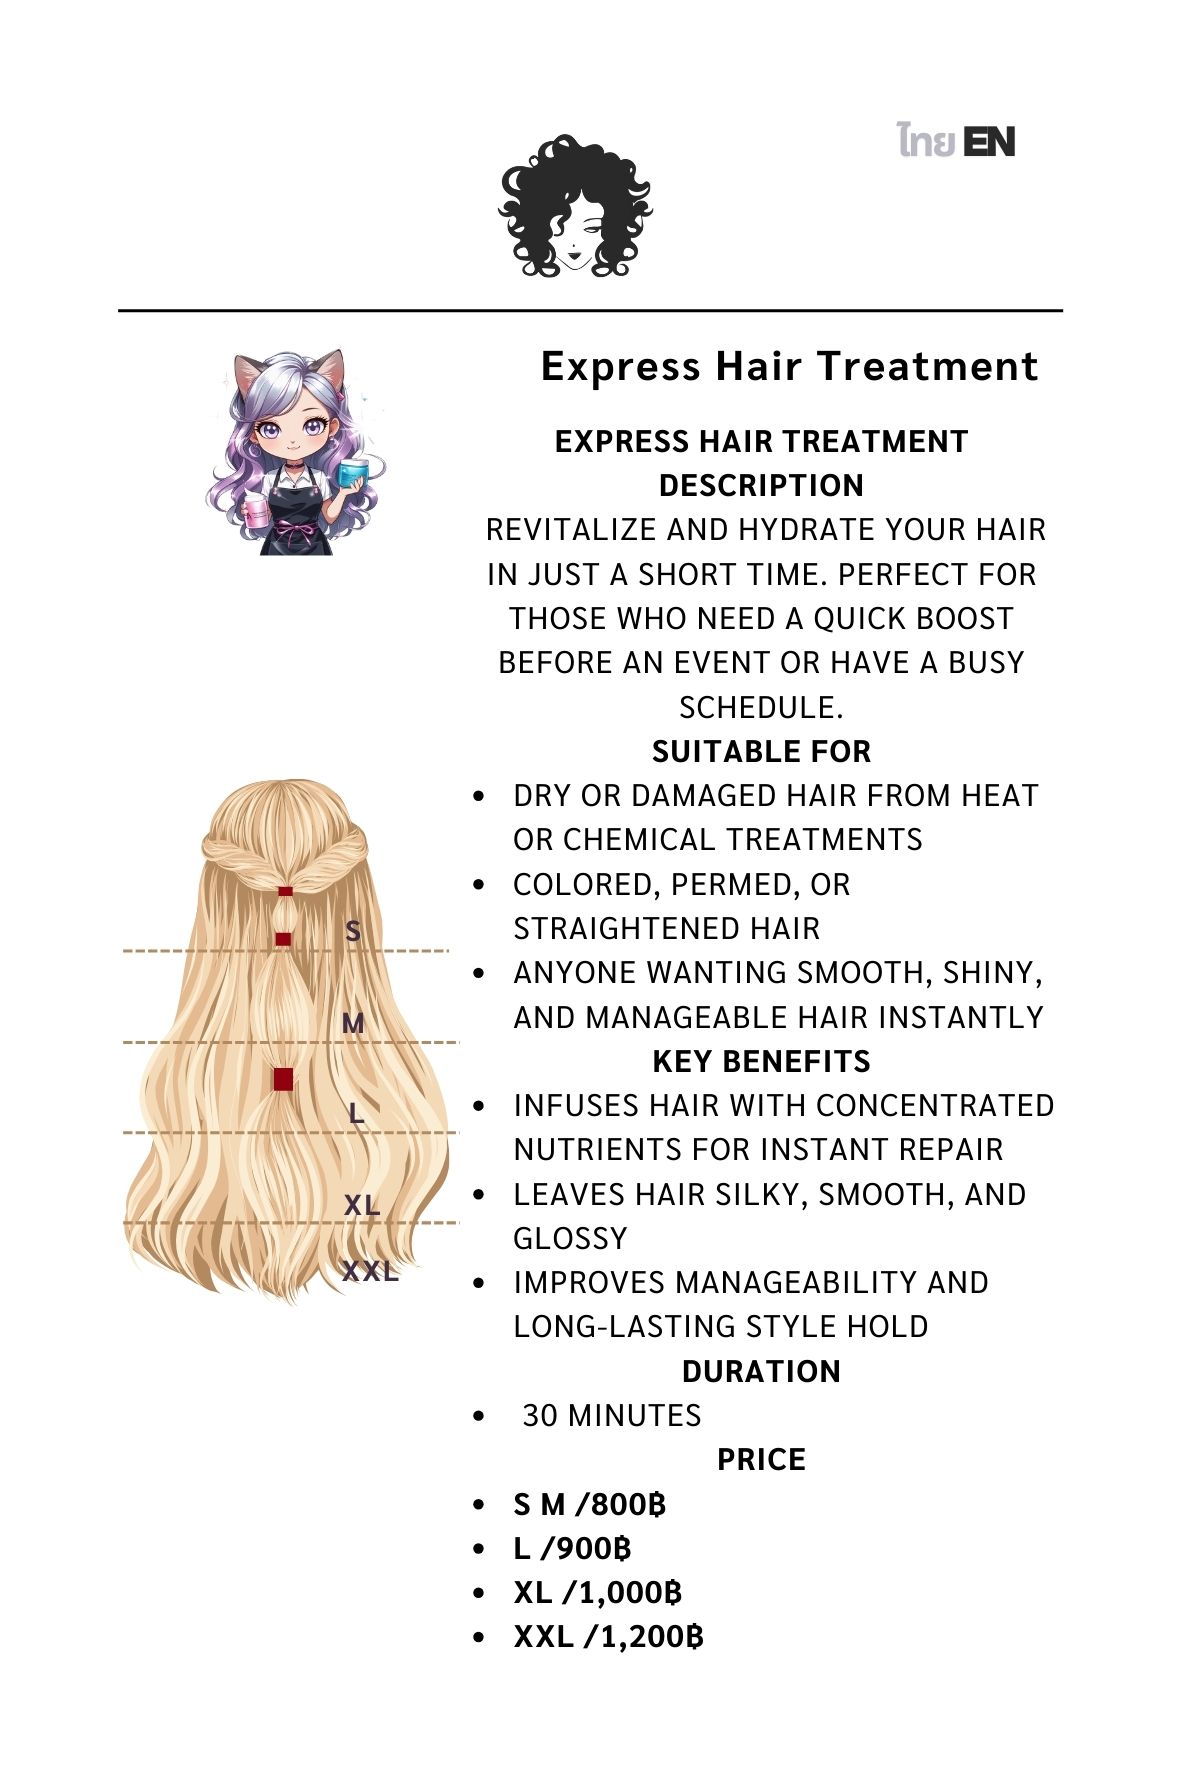 ไทย EN
Express Hair Treatment
EXPRESS HAIR TREATMENT
DESCRIPTION
REVITALIZE AND HYDRATE YOUR HAIR
IN JUST A SHORT TIME. PERFECT FOR
THOSE WHO NEED A QUICK BOOST
BEFORE AN EVENT OR HAVE A BUSY
SCHEDULE.
SUITABLE FOR
• DRY OR DAMAGED HAIR FROM HEAT
OR CHEMICAL TREATMENTS
• COLORED, PERMED, OR
STRAIGHTENED HAIR
• ANYONE WANTING SMOOTH, SHINY,
AND MANAGEABLE HAIR INSTANTLY
KEY BENEFITS
• INFUSES HAIR WITH CONCENTRATED
NUTRIENTS FOR INSTANT REPAIR
• LEAVES HAIR SILKY, SMOOTH, AND
GLOSSY
• IMPROVES MANAGEABILITY AND
LONG-LASTING STYLE HOLD
DURATION
• 30 MINUTES
PRICE
• S M /800฿
• L /900฿
• XL /1,000฿
• XXL /1,200฿
S
M
L
XL
XXL